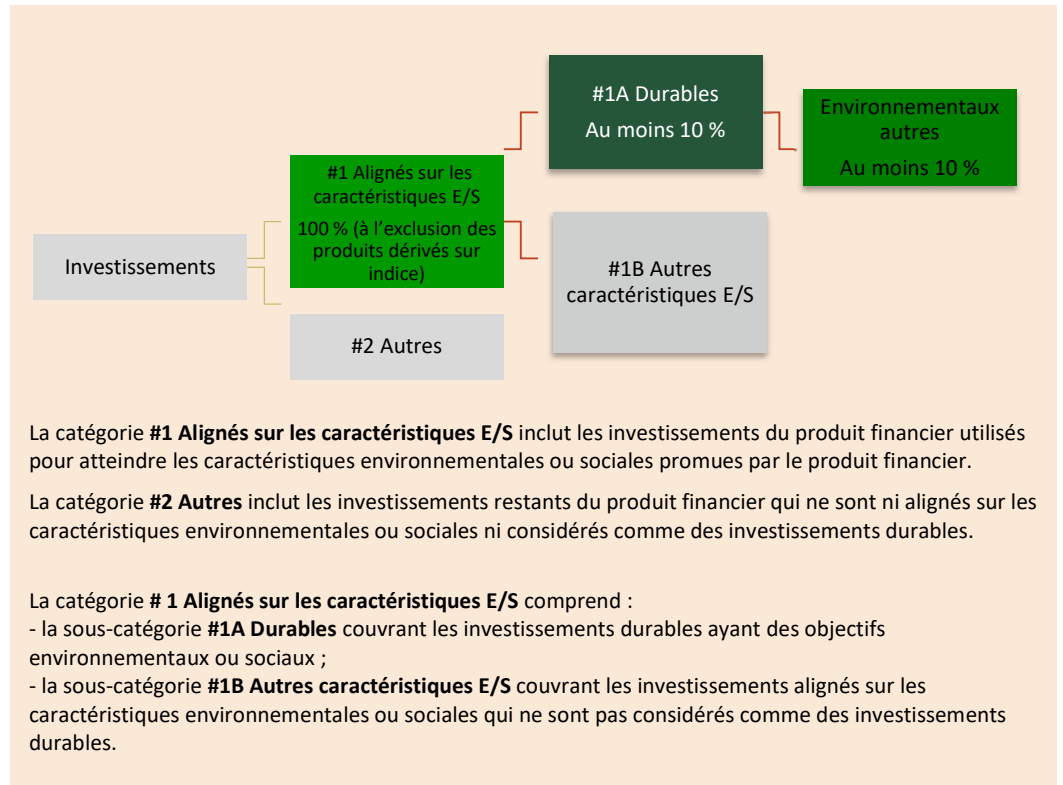 #1A Durables
Au moins 10 %
Environnementaux
autres
Au moins 10 %
#1 Alignés sur les
caractéristiques E/S
100 % (à l’exclusion des
produits dérivés sur
indice)
Investissements
#1B Autres
caractéristiques E/S
#2 Autres
La catégorie #1 Alignés sur les caractéristiques E/S inclut les investissements du produit financier utilisés
pour atteindre les caractéristiques environnementales ou sociales promues par le produit financier.
La catégorie #2 Autres inclut les investissements restants du produit financier qui ne sont ni alignés sur les
caractéristiques environnementales ou sociales ni considérés comme des investissements durables.
La catégorie # 1 Alignés sur les caractéristiques E/S comprend :
- la sous-catégorie #1A Durables couvrant les investissements durables ayant des objectifs
environnementaux ou sociaux ;
- la sous-catégorie #1B Autres caractéristiques E/S couvrant les investissements alignés sur les
caractéristiques environnementales ou sociales qui ne sont pas considérés comme des investissements
durables.